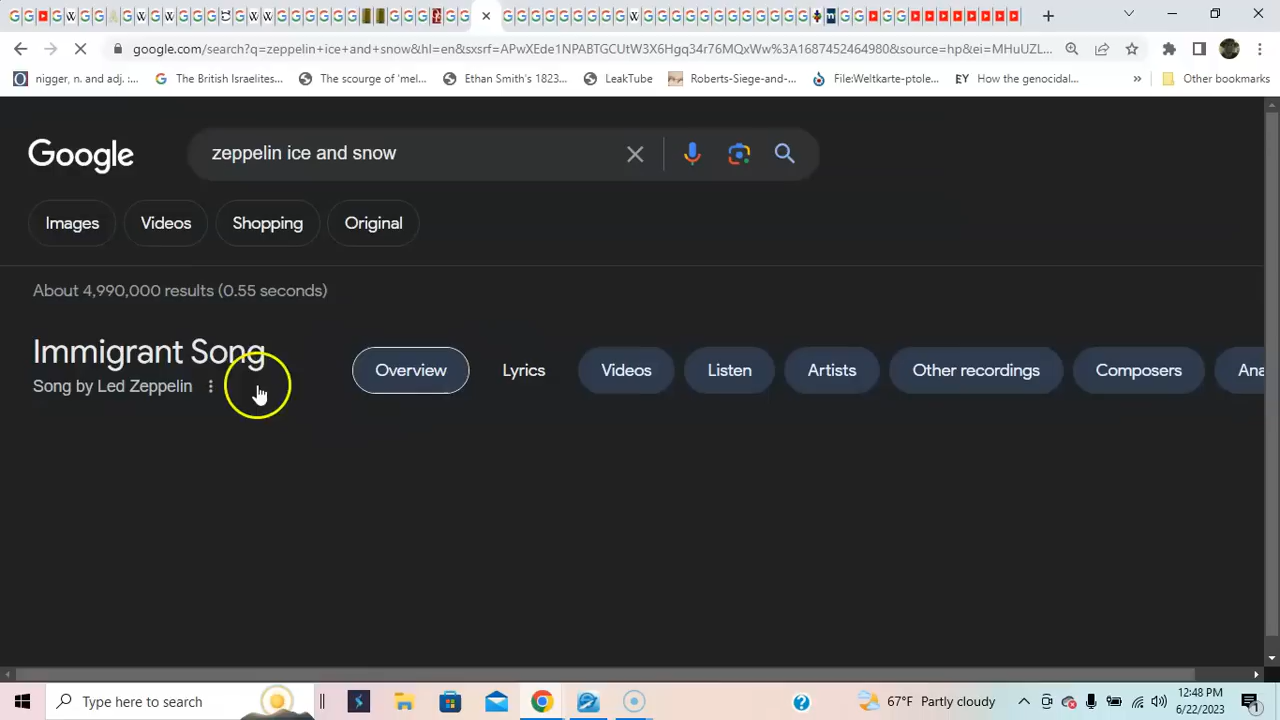 google.com/search?q=zeppelin+ice+and+snow&hl=en&sxsrf=APwXEde1NPABTGCUtW3X6Hgq34r76MQxWw%3A1687452464980&source=hp&ei=MHuUZL...
nigger, n. and adj. :... The British Israelites... The scourge of 'mel... Ethan Smith's 1823... LeakTube Roberts-Siege-and-... File:Weltkarte-ptole... EY How the genocidal... » Other bookmarks
Google zeppelin ice and snow
Images Videos Shopping Original
About 4,990,000 results (0.55 seconds)
Immigrant Song
Song by Led Zeppelin
Overview Lyrics Videos Listen Artists Other recordings Composers Ana
Type here to search 67°F Partly cloudy 12:48 PM
6/22/2023